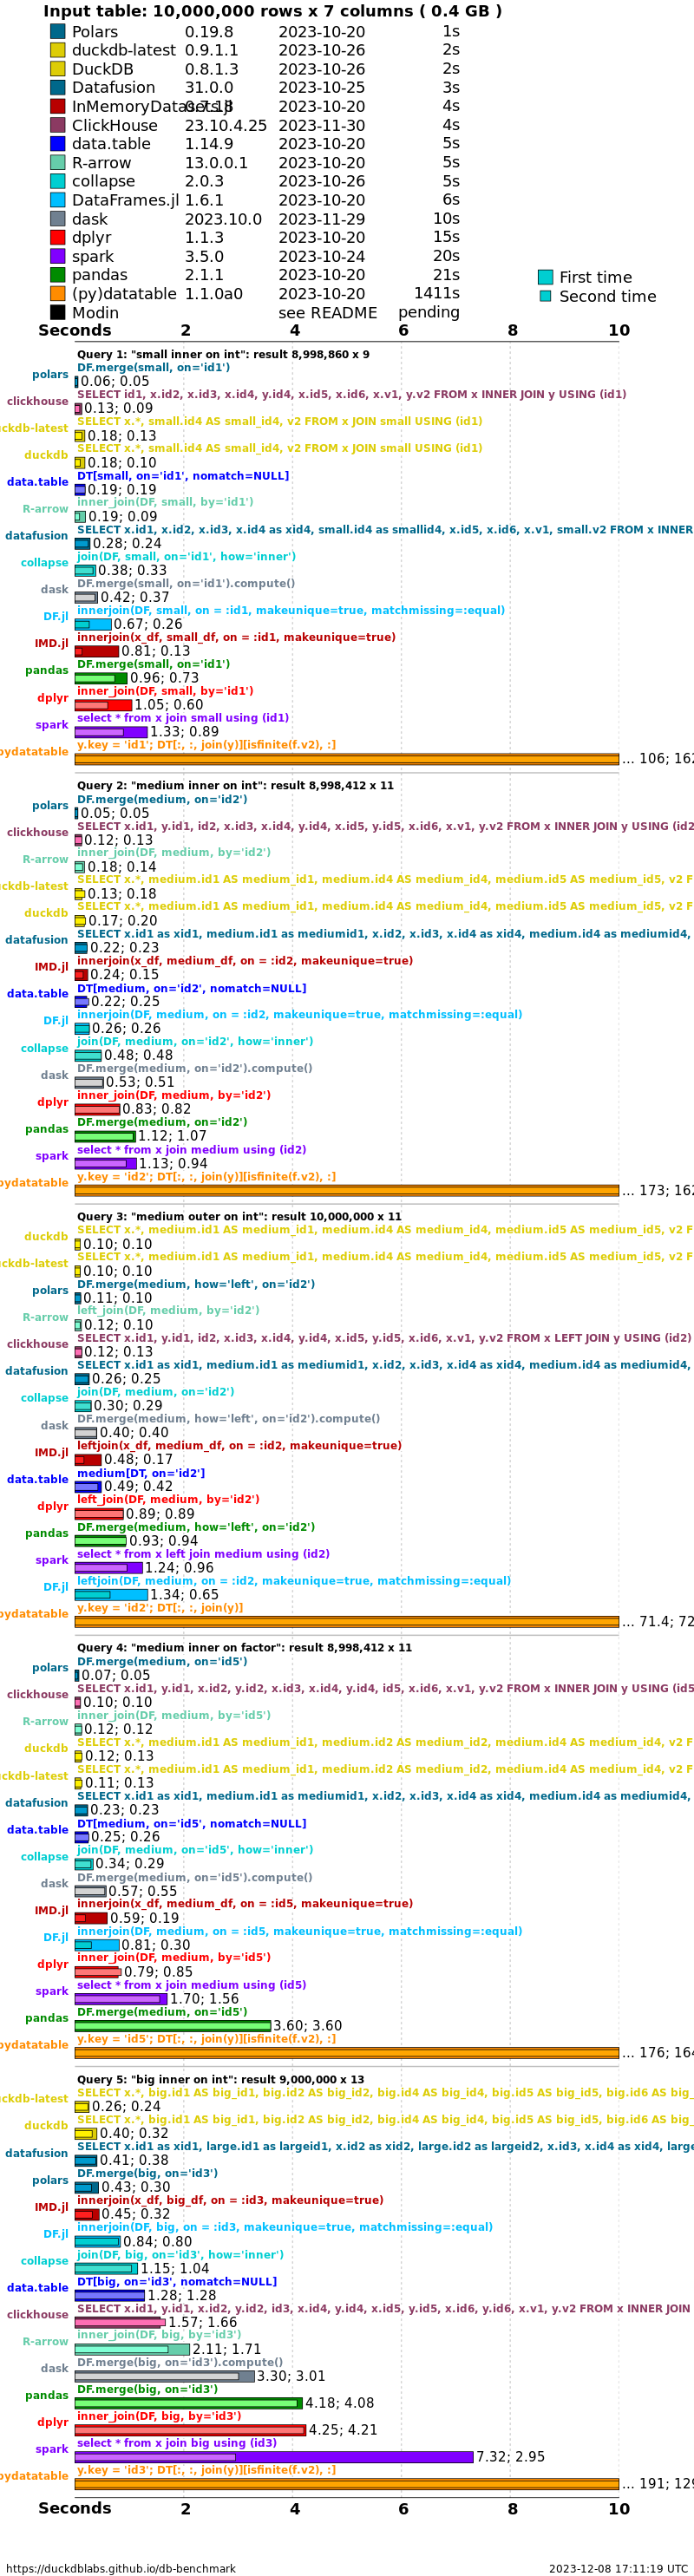 Input table: 10,000,000 rows x 7 columns ( 0.4 GB )
Polars 0.19.8 2023-10-20 1s
duckdb-latest 0.9.1.1 2023-10-26 2s
DuckDB 0.8.1.3 2023-10-26 2s
Datafusion 31.0.0 2023-10-25 3s
InMemoryDatasets.jl 0.7.18 2023-10-20 4s
ClickHouse 23.10.4.25 2023-11-30 4s
data.table 1.14.9 2023-10-20 5s
R-arrow 13.0.0.1 2023-10-20 5s
collapse 2.0.3 2023-10-26 5s
DataFrames.jl 1.6.1 2023-10-20 6s
dask 2023.10.0 2023-11-29 10s
dplyr 1.1.3 2023-10-20 15s
spark 3.5.0 2023-10-24 20s
pandas 2.1.1 2023-10-20 21s
(py)datatable 1.1.0a0 2023-10-20 1411s
Modin see README pending
First time
Second time
Seconds 2 4 6 8 10
Query 1: "small inner on int": result 8,998,860 x 9
DF.merge(small, on='id1')
polars 0.06; 0.05
SELECT id1, x.id2, x.id3, x.id4, y.id4, x.id5, x.id6, x.v1, y.v2 FROM x INNER JOIN y USING (id1)
clickhouse 0.13; 0.09
SELECT x.*, small.id4 AS small_id4, v2 FROM x JOIN small USING (id1)
uckdb-latest 0.18; 0.13
SELECT x.*, small.id4 AS small_id4, v2 FROM x JOIN small USING (id1)
duckdb 0.18; 0.10
DT[small, on='id1', nomatch=NULL]
data.table 0.19; 0.19
inner_join(DF, small, by='id1')
R-arrow 0.19; 0.09
SELECT x.id1, x.id2, x.id3, x.id4 as xid4, small.id4 as smallid4, x.id5, x.id6, x.v1, small.v2 FROM x INNER
datafusion 0.28; 0.24
join(DF, small, on='id1', how='inner')
collapse 0.38; 0.33
DF.merge(small, on='id1').compute()
dask 0.42; 0.37
innerjoin(DF, small, on = :id1, makeunique=true, matchmissing=:equal)
DF.jl 0.67; 0.26
innerjoin(x_df, small_df, on = :id1, makeunique=true)
IMD.jl 0.81; 0.13
DF.merge(small, on='id1')
pandas 0.96; 0.73
inner_join(DF, small, by='id1')
dplyr 1.05; 0.60
select * from x join small using (id1)
spark 1.33; 0.89
y.key = 'id1'; DT[:, :, join(y)][isfinite(f.v2), :]
pydatatable ... 106; 162
Query 2: "medium inner on int": result 8,998,412 x 11
DF.merge(medium, on='id2')
polars 0.05; 0.05
SELECT x.id1, y.id1, id2, x.id3, x.id4, y.id4, x.id5, y.id5, x.id6, x.v1, y.v2 FROM x INNER JOIN y USING (id2
clickhouse 0.12; 0.13
inner_join(DF, medium, by='id2')
R-arrow 0.18; 0.14
SELECT x.*, medium.id1 AS medium_id1, medium.id4 AS medium_id4, medium.id5 AS medium_id5, v2 F
uckdb-latest 0.13; 0.18
SELECT x.*, medium.id1 AS medium_id1, medium.id4 AS medium_id4, medium.id5 AS medium_id5, v2 F
duckdb 0.17; 0.20
SELECT x.id1 as xid1, medium.id1 as mediumid1, x.id2, x.id3, x.id4 as xid4, medium.id4 as mediumid4,
datafusion 0.22; 0.23
innerjoin(x_df, medium_df, on = :id2, makeunique=true)
IMD.jl 0.24; 0.15
DT[medium, on='id2', nomatch=NULL]
data.table 0.22; 0.25
innerjoin(DF, medium, on = :id2, makeunique=true, matchmissing=:equal)
DF.jl 0.26; 0.26
join(DF, medium, on='id2', how='inner')
collapse 0.48; 0.48
DF.merge(medium, on='id2').compute()
dask 0.53; 0.51
inner_join(DF, medium, by='id2')
dplyr 0.83; 0.82
DF.merge(medium, on='id2')
pandas 1.12; 1.07
select * from x join medium using (id2)
spark 1.13; 0.94
y.key = 'id2'; DT[:, :, join(y)][isfinite(f.v2), :]
pydatatable ... 173; 162
Query 3: "medium outer on int": result 10,000,000 x 11
SELECT x.*, medium.id1 AS medium_id1, medium.id4 AS medium_id4, medium.id5 AS medium_id5, v2 F
duckdb 0.10; 0.10
SELECT x.*, medium.id1 AS medium_id1, medium.id4 AS medium_id4, medium.id5 AS medium_id5, v2 F
uckdb-latest 0.10; 0.10
DF.merge(medium, how='left', on='id2')
polars 0.11; 0.10
left_join(DF, medium, by='id2')
R-arrow 0.12; 0.10
SELECT x.id1, y.id1, id2, x.id3, x.id4, y.id4, x.id5, y.id5, x.id6, x.v1, y.v2 FROM x LEFT JOIN y USING (id2)
clickhouse 0.12; 0.13
SELECT x.id1 as xid1, medium.id1 as mediumid1, x.id2, x.id3, x.id4 as xid4, medium.id4 as mediumid4,
datafusion 0.26; 0.25
join(DF, medium, on='id2')
collapse 0.30; 0.29
DF.merge(medium, how='left', on='id2').compute()
dask 0.40; 0.40
leftjoin(x_df, medium_df, on = :id2, makeunique=true)
IMD.jl 0.48; 0.17
medium[DT, on='id2']
data.table 0.49; 0.42
left_join(DF, medium, by='id2')
dplyr 0.89; 0.89
DF.merge(medium, how='left', on='id2')
pandas 0.93; 0.94
select * from x left join medium using (id2)
spark 1.24; 0.96
leftjoin(DF, medium, on = :id2, makeunique=true, matchmissing=:equal)
DF.jl 1.34; 0.65
y.key = 'id2'; DT[:, :, join(y)]
pydatatable ... 71.4; 72
Query 4: "medium inner on factor": result 8,998,412 x 11
DF.merge(medium, on='id5')
polars 0.07; 0.05
SELECT x.id1, y.id1, x.id2, y.id2, x.id3, x.id4, y.id4, id5, x.id6, x.v1, y.v2 FROM x INNER JOIN y USING (id5
clickhouse 0.10; 0.10
inner_join(DF, medium, by='id5')
R-arrow 0.12; 0.12
SELECT x.*, medium.id1 AS medium_id1, medium.id2 AS medium_id2, medium.id4 AS medium_id4, v2 F
duckdb 0.12; 0.13
SELECT x.*, medium.id1 AS medium_id1, medium.id2 AS medium_id2, medium.id4 AS medium_id4, v2 F
uckdb-latest 0.11; 0.13
SELECT x.id1 as xid1, medium.id1 as mediumid1, x.id2, x.id3, x.id4 as xid4, medium.id4 as mediumid4,
datafusion 0.23; 0.23
DT[medium, on='id5', nomatch=NULL]
data.table 0.25; 0.26
join(DF, medium, on='id5', how='inner')
collapse 0.34; 0.29
DF.merge(medium, on='id5').compute()
dask 0.57; 0.55
innerjoin(x_df, medium_df, on = :id5, makeunique=true)
IMD.jl 0.59; 0.19
innerjoin(DF, medium, on = :id5, makeunique=true, matchmissing=:equal)
DF.jl 0.81; 0.30
inner_join(DF, medium, by='id5')
dplyr 0.79; 0.85
select * from x join medium using (id5)
spark 1.70; 1.56
DF.merge(medium, on='id5')
pandas 3.60; 3.60
y.key = 'id5'; DT[:, :, join(y)][isfinite(f.v2), :]
pydatatable ... 176; 164
Query 5: "big inner on int": result 9,000,000 x 13
SELECT x.*, big.id1 AS big_id1, big.id2 AS big_id2, big.id4 AS big_id4, big.id5 AS big_id5, big.id6 AS big_
uckdb-latest 0.26; 0.24
SELECT x.*, big.id1 AS big_id1, big.id2 AS big_id2, big.id4 AS big_id4, big.id5 AS big_id5, big.id6 AS big_
duckdb 0.40; 0.32
SELECT x.id1 as xid1, large.id1 as largeid1, x.id2 as xid2, large.id2 as largeid2, x.id3, x.id4 as xid4, large
datafusion 0.41; 0.38
DF.merge(big, on='id3')
polars 0.43; 0.30
innerjoin(x_df, big_df, on = :id3, makeunique=true)
IMD.jl 0.45; 0.32
innerjoin(DF, big, on = :id3, makeunique=true, matchmissing=:equal)
DF.jl 0.84; 0.80
join(DF, big, on='id3', how='inner')
collapse 1.15; 1.04
DT[big, on='id3', nomatch=NULL]
data.table 1.28; 1.28
SELECT x.id1, y.id1, x.id2, y.id2, id3, x.id4, y.id4, x.id5, y.id5, x.id6, y.id6, x.v1, y.v2 FROM x INNER JOIN
clickhouse 1.57; 1.66
inner_join(DF, big, by='id3')
R-arrow 2.11; 1.71
DF.merge(big, on='id3').compute()
dask 3.30; 3.01
DF.merge(big, on='id3')
pandas 4.18; 4.08
inner_join(DF, big, by='id3')
dplyr 4.25; 4.21
select * from x join big using (id3)
spark 7.32; 2.95
y.key = 'id3'; DT[:, :, join(y)][isfinite(f.v2), :]
pydatatable ... 191; 129
Seconds 2 4 6 8 10
https://duckdblabs.github.io/db-benchmark 2023-12-08 17:11:19 UTC